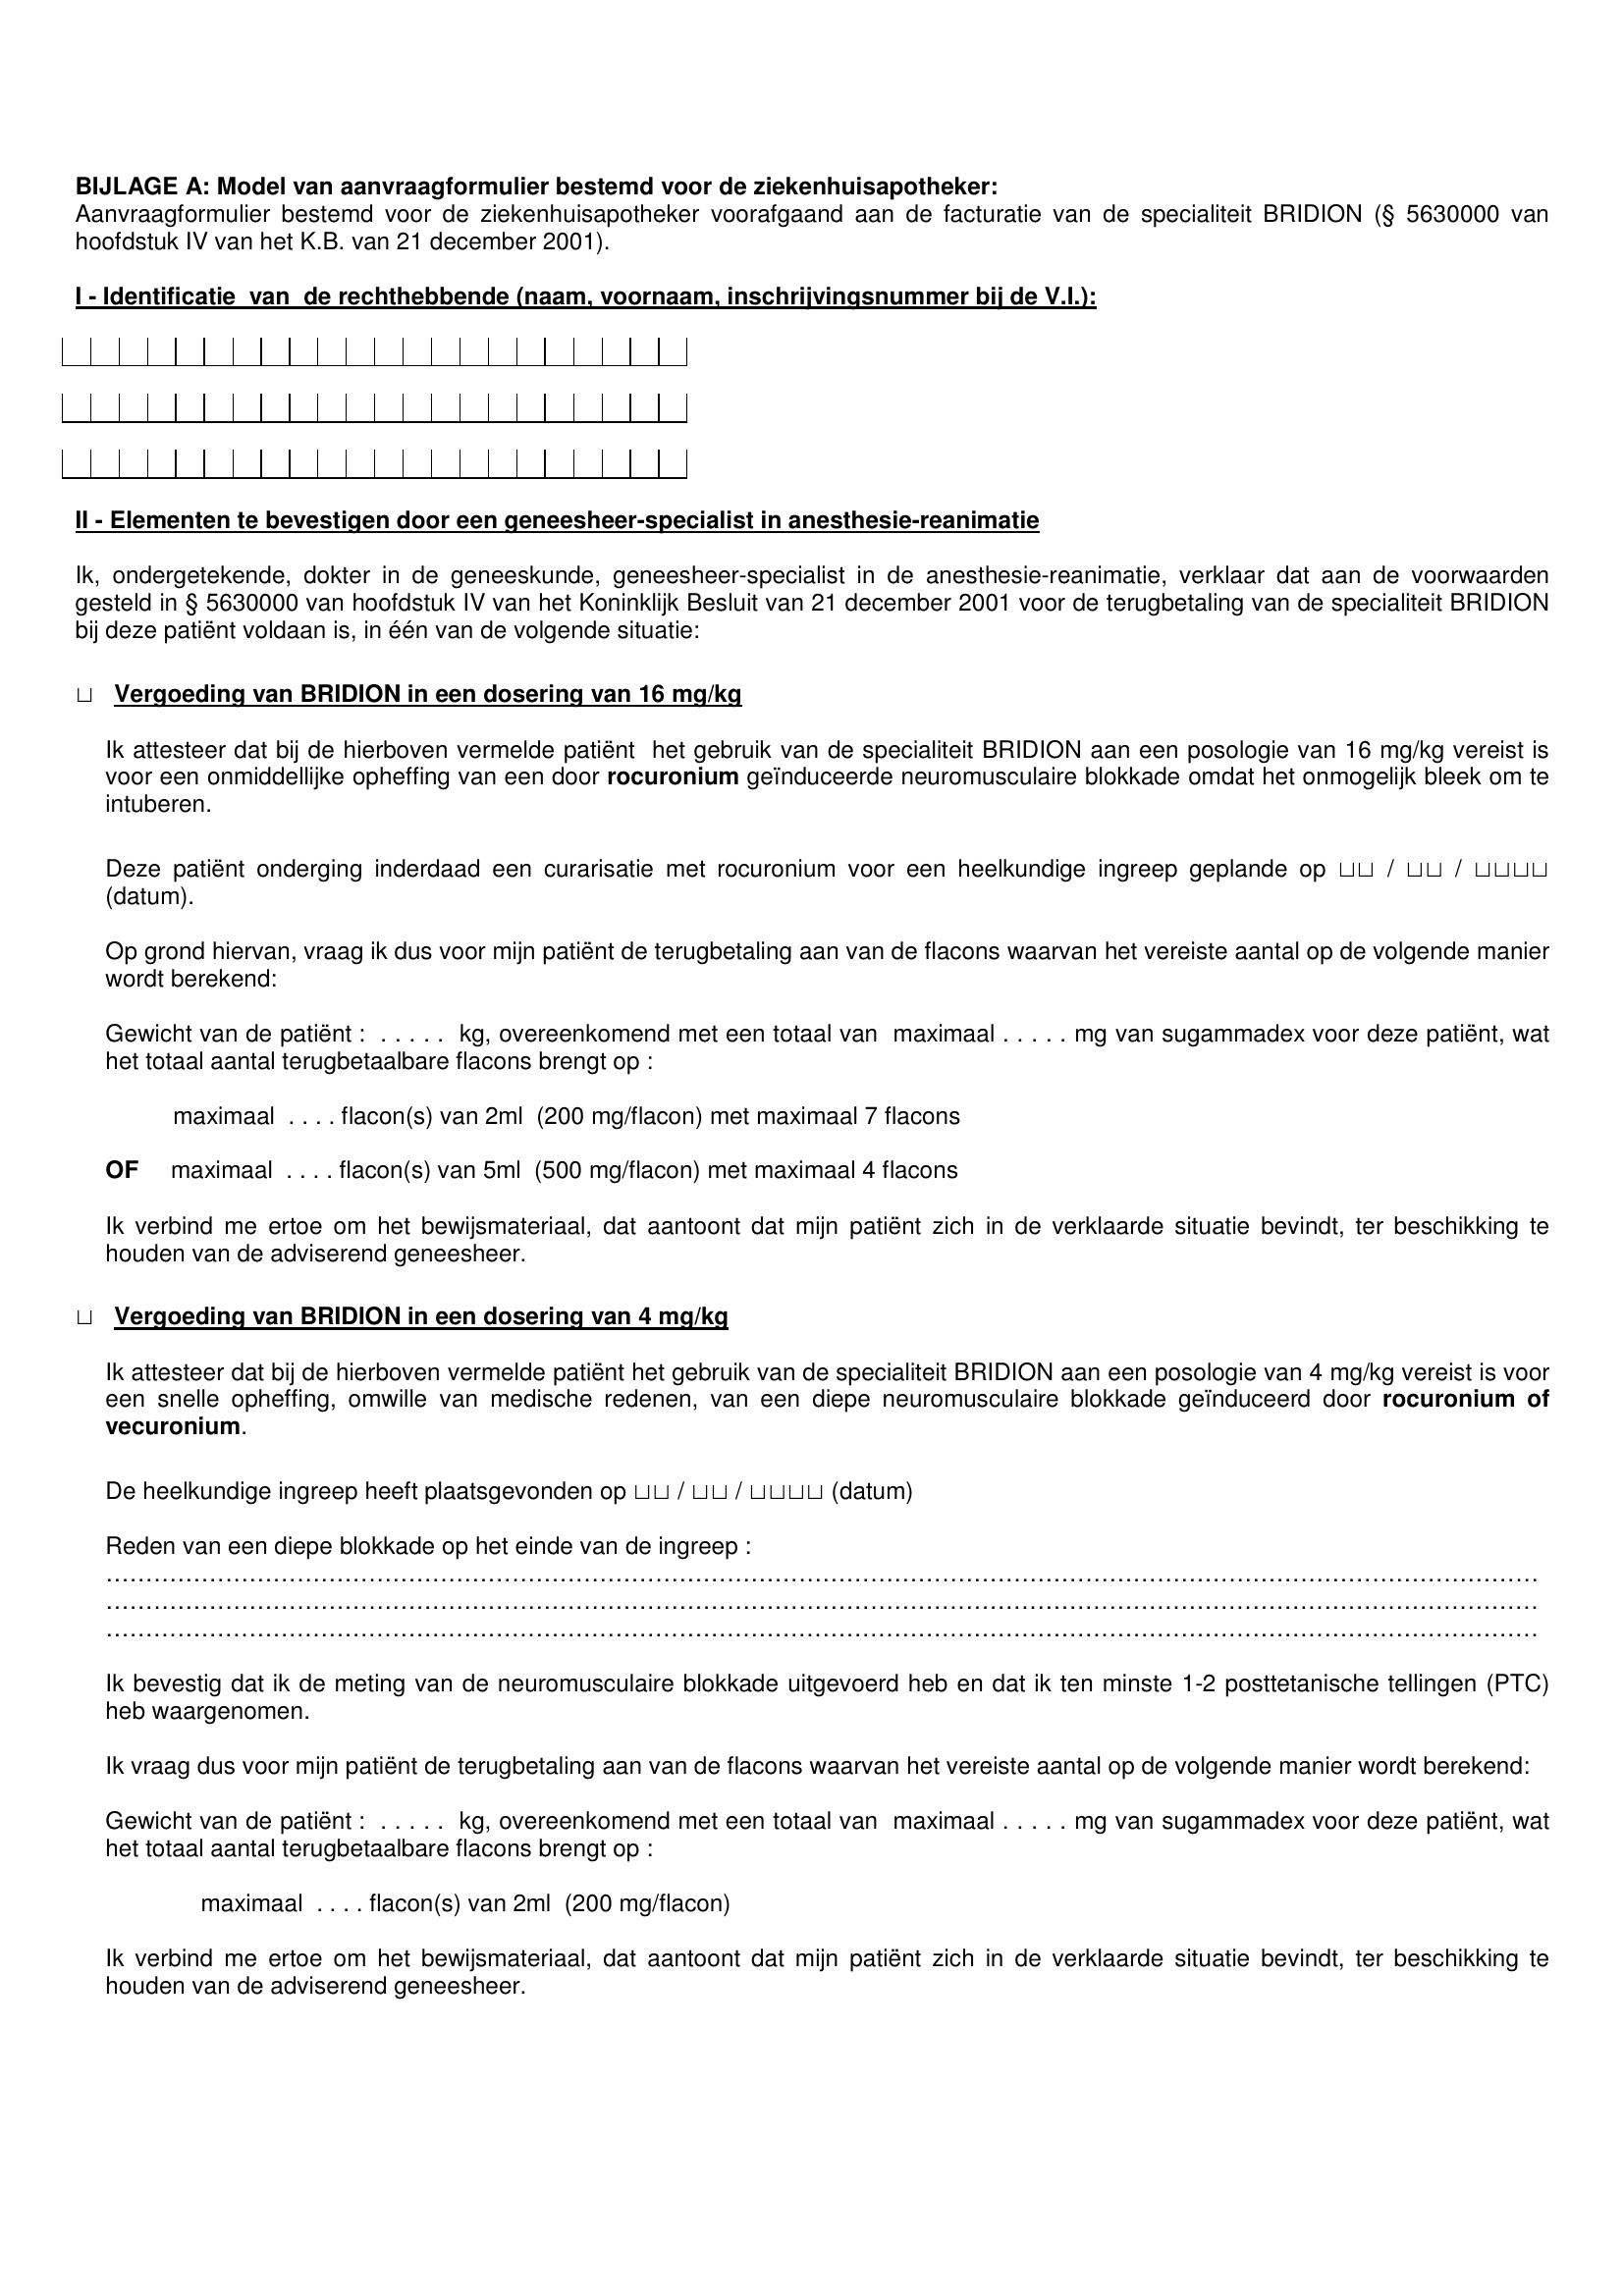 BIJLAGE A: Model van aanvraagformulier bestemd voor de ziekenhuisapotheker:
Aanvraagformulier bestemd voor de ziekenhuisapotheker voorafgaand aan de facturatie van de specialiteit BRIDION (§ 5630000 van
hoofdstuk IV van het K.B. van 21 december 2001).
I - Identificatie van de rechthebbende (naam, voornaam, inschrijvingsnummer bij de V.I.):
II - Elementen te bevestigen door een geneesheer-specialist in anesthesie-reanimatie
Ik, ondergetekende, dokter in de geneeskunde, geneesheer-specialist in de anesthesie-reanimatie, verklaar dat aan de voorwaarden
gesteld in § 5630000 van hoofdstuk IV van het Koninklijk Besluit van 21 december 2001 voor de terugbetaling van de specialiteit BRIDION
bij deze patiënt voldaan is, in één van de volgende situatie:
⊔ Vergoeding van BRIDION in een dosering van 16 mg/kg
Ik attesteer dat bij de hierboven vermelde patiënt het gebruik van de specialiteit BRIDION aan een posologie van 16 mg/kg vereist is
voor een onmiddellijke opheffing van een door rocuronium geïnduceerde neuromusculaire blokkade omdat het onmogelijk bleek om te
intuberen.
Deze patiënt onderging inderdaad een curarisatie met rocuronium voor een heelkundige ingreep geplande op ⊔⊔ / ⊔⊔ / ⊔⊔⊔⊔
(datum).
Op grond hiervan, vraag ik dus voor mijn patiënt de terugbetaling aan van de flacons waarvan het vereiste aantal op de volgende manier
wordt berekend:
Gewicht van de patiënt : . . . . . kg, overeenkomend met een totaal van maximaal . . . . . mg van sugammadex voor deze patiënt, wat
het totaal aantal terugbetaalbare flacons brengt op :
maximaal . . . . flacon(s) van 2ml (200 mg/flacon) met maximaal 7 flacons
OF maximaal . . . . flacon(s) van 5ml (500 mg/flacon) met maximaal 4 flacons
Ik verbind me ertoe om het bewijsmateriaal, dat aantoont dat mijn patiënt zich in de verklaarde situatie bevindt, ter beschikking te
houden van de adviserend geneesheer.
⊔ Vergoeding van BRIDION in een dosering van 4 mg/kg
Ik attesteer dat bij de hierboven vermelde patiënt het gebruik van de specialiteit BRIDION aan een posologie van 4 mg/kg vereist is voor
een snelle opheffing, omwille van medische redenen, van een diepe neuromusculaire blokkade geïnduceerd door rocuronium of
vecuronium.
De heelkundige ingreep heeft plaatsgevonden op ⊔⊔ / ⊔⊔ / ⊔⊔⊔⊔ (datum)
Reden van een diepe blokkade op het einde van de ingreep :
………………………………………………………………………………………………………………………………………………………………
………………………………………………………………………………………………………………………………………………………………
………………………………………………………………………………………………………………………………………………………………
Ik bevestig dat ik de meting van de neuromusculaire blokkade uitgevoerd heb en dat ik ten minste 1-2 posttetanische tellingen (PTC)
heb waargenomen.
Ik vraag dus voor mijn patiënt de terugbetaling aan van de flacons waarvan het vereiste aantal op de volgende manier wordt berekend:
Gewicht van de patiënt : . . . . . kg, overeenkomend met een totaal van maximaal . . . . . mg van sugammadex voor deze patiënt, wat
het totaal aantal terugbetaalbare flacons brengt op :
maximaal . . . . flacon(s) van 2ml (200 mg/flacon)
Ik verbind me ertoe om het bewijsmateriaal, dat aantoont dat mijn patiënt zich in de verklaarde situatie bevindt, ter beschikking te
houden van de adviserend geneesheer.